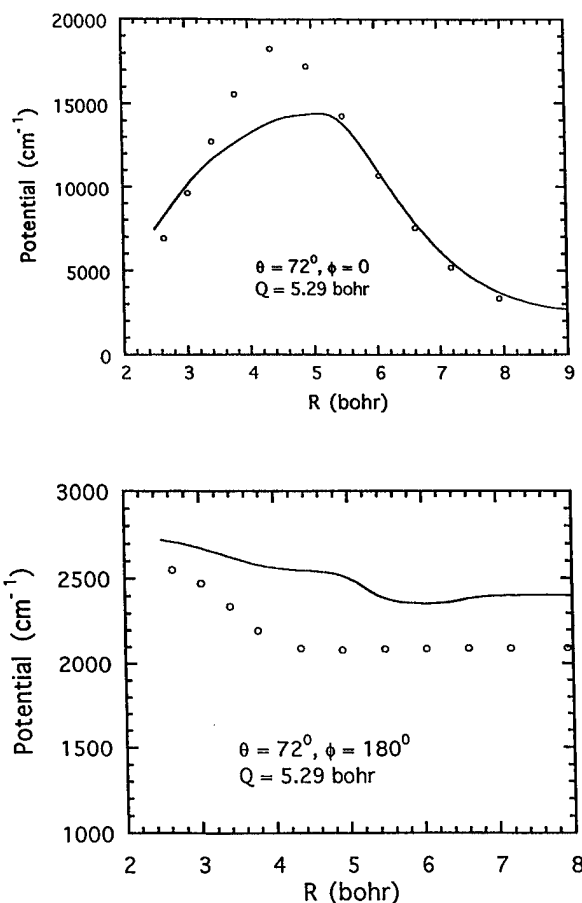 20000
15000
10000
5000
0
Potential (cm⁻¹)
θ = 72⁰, ϕ = 0
Q = 5.29 bohr
2 3 4 5 6 7 8 9
R (bohr)
3000
2500
2000
1500
1000
Potential (cm⁻¹)
θ = 72⁰, ϕ = 180⁰
Q = 5.29 bohr
2 3 4 5 6 7 8
R (bohr)